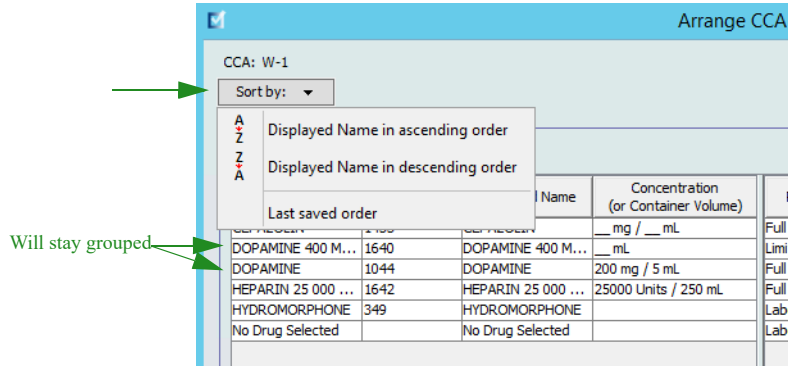 Arrange CCA
CCA: W-1
Sort by:
A
Z
Displayed Name in ascending order
Z
A
Displayed Name in descending order
Last saved order
Name
Concentration
(or Container Volume)
__ mg / __ mL
Full
Will stay grouped
DOPAMINE 400 M... 1640 DOPAMINE 400 M... __ mL Limi
DOPAMINE 1044 DOPAMINE 200 mg / 5 mL Full
HEPARIN 25 000 ... 1642 HEPARIN 25 000 ... 25000 Units / 250 mL Full
HYDROMORPHONE 349 HYDROMORPHONE Lab
No Drug Selected No Drug Selected Lab